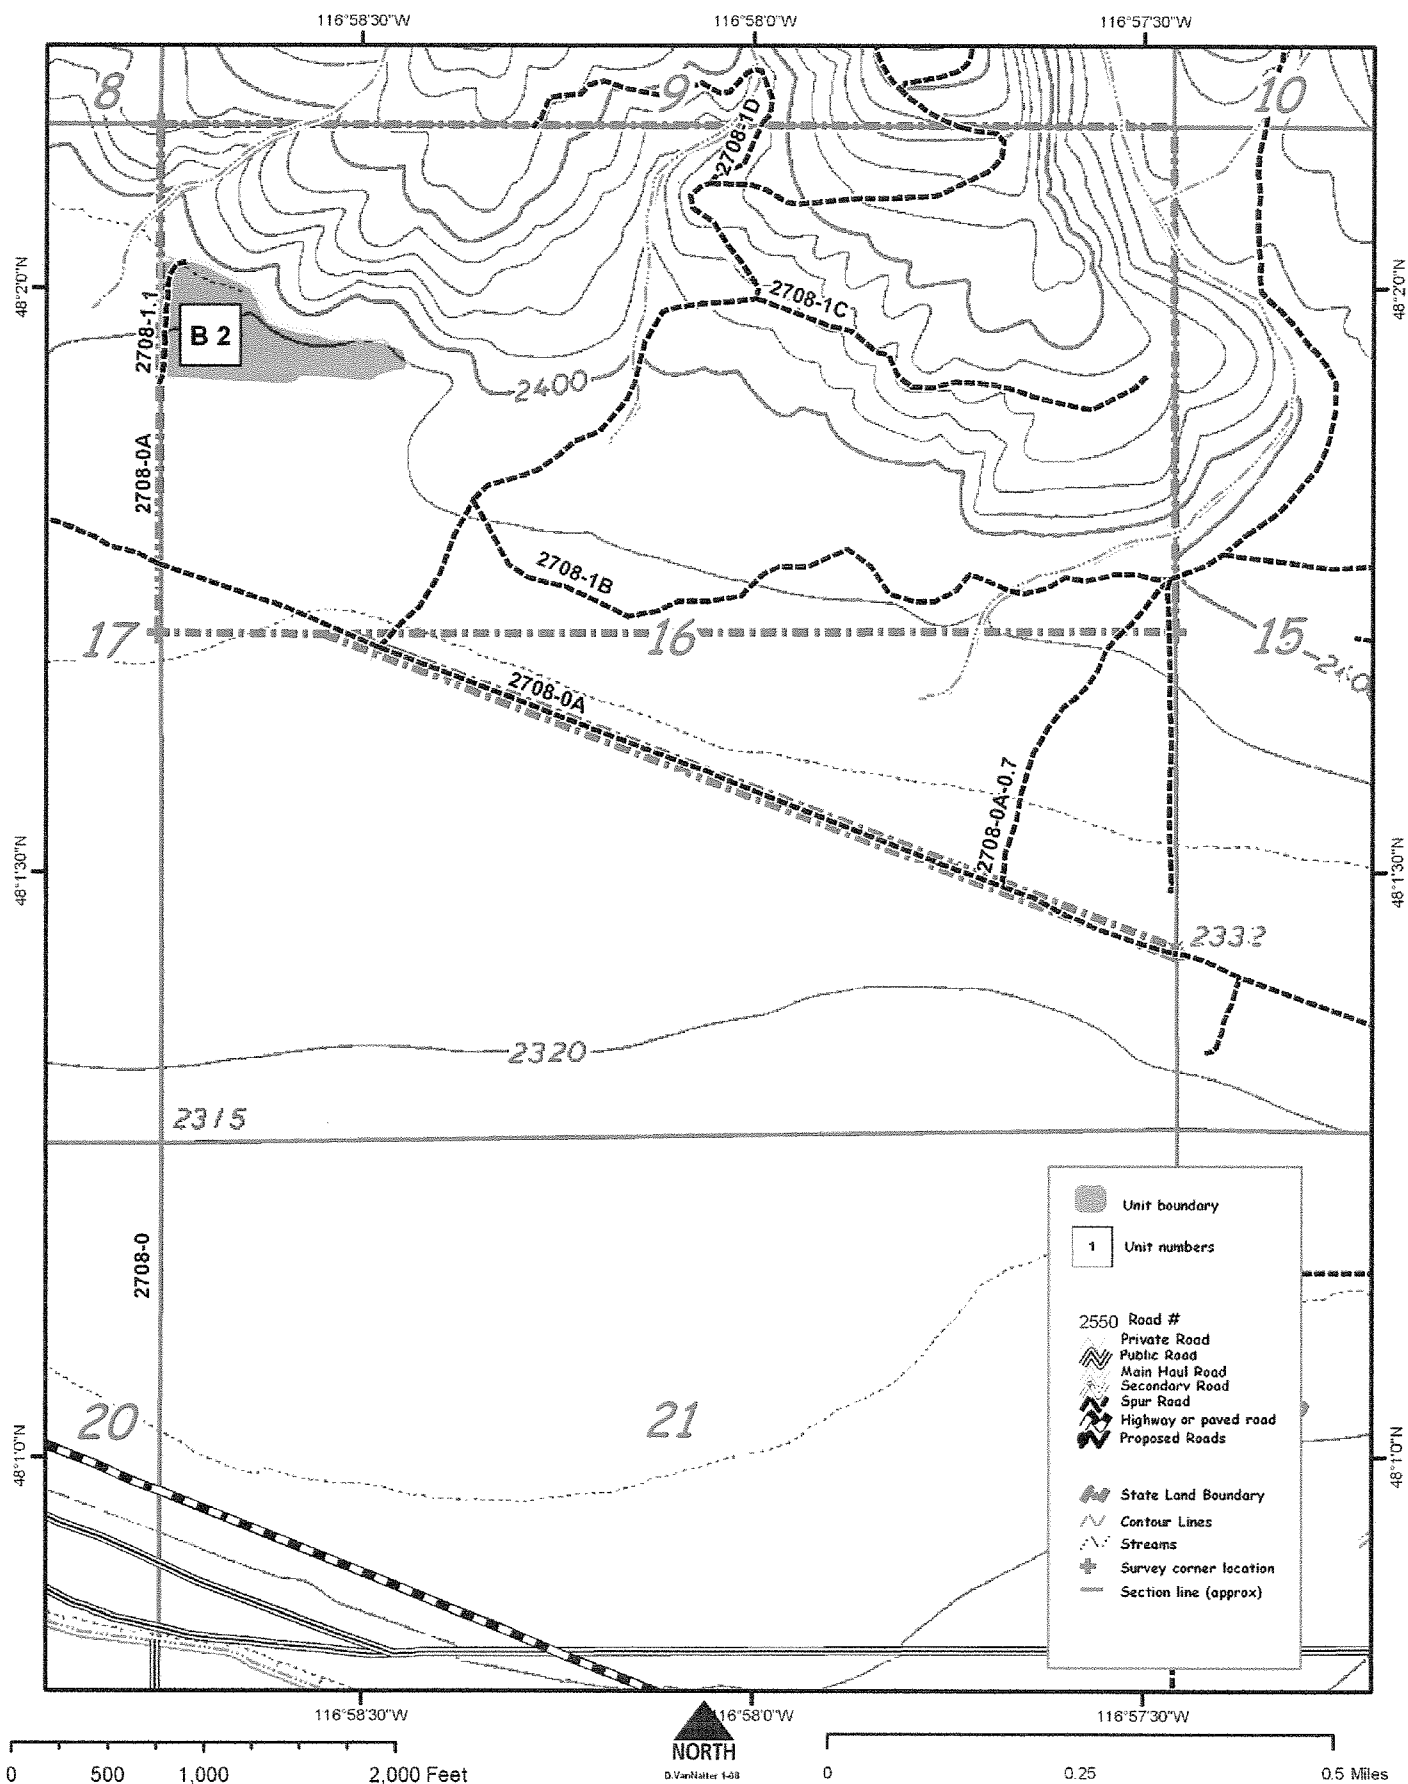 116°58'30"W 116°58'0"W 116°57'30"W
8 9 10
2708-1D
48°2'0"N 48°2'0"N
2708-1.1
B 2
2708-1C
2400
2708-0A
2708-1B
17 16 15
2708-0A
2708-0A-0.7
48°1'30"N 48°1'30"N
2320
2315
2708-0
20 21
48°1'0"N 48°1'0"N
Unit boundary
1 Unit numbers
2550 Road #
Private Road
Public Road
Main Haul Road
Secondary Road
Spur Road
Highway or paved road
Proposed Roads
State Land Boundary
Contour Lines
Streams
Survey corner location
Section line (approx)
116°58'30"W 116°58'0"W 116°57'30"W
NORTH
D.VanNatter 1-08
0 500 1,000 2,000 Feet
0 0.25 0.5 Miles